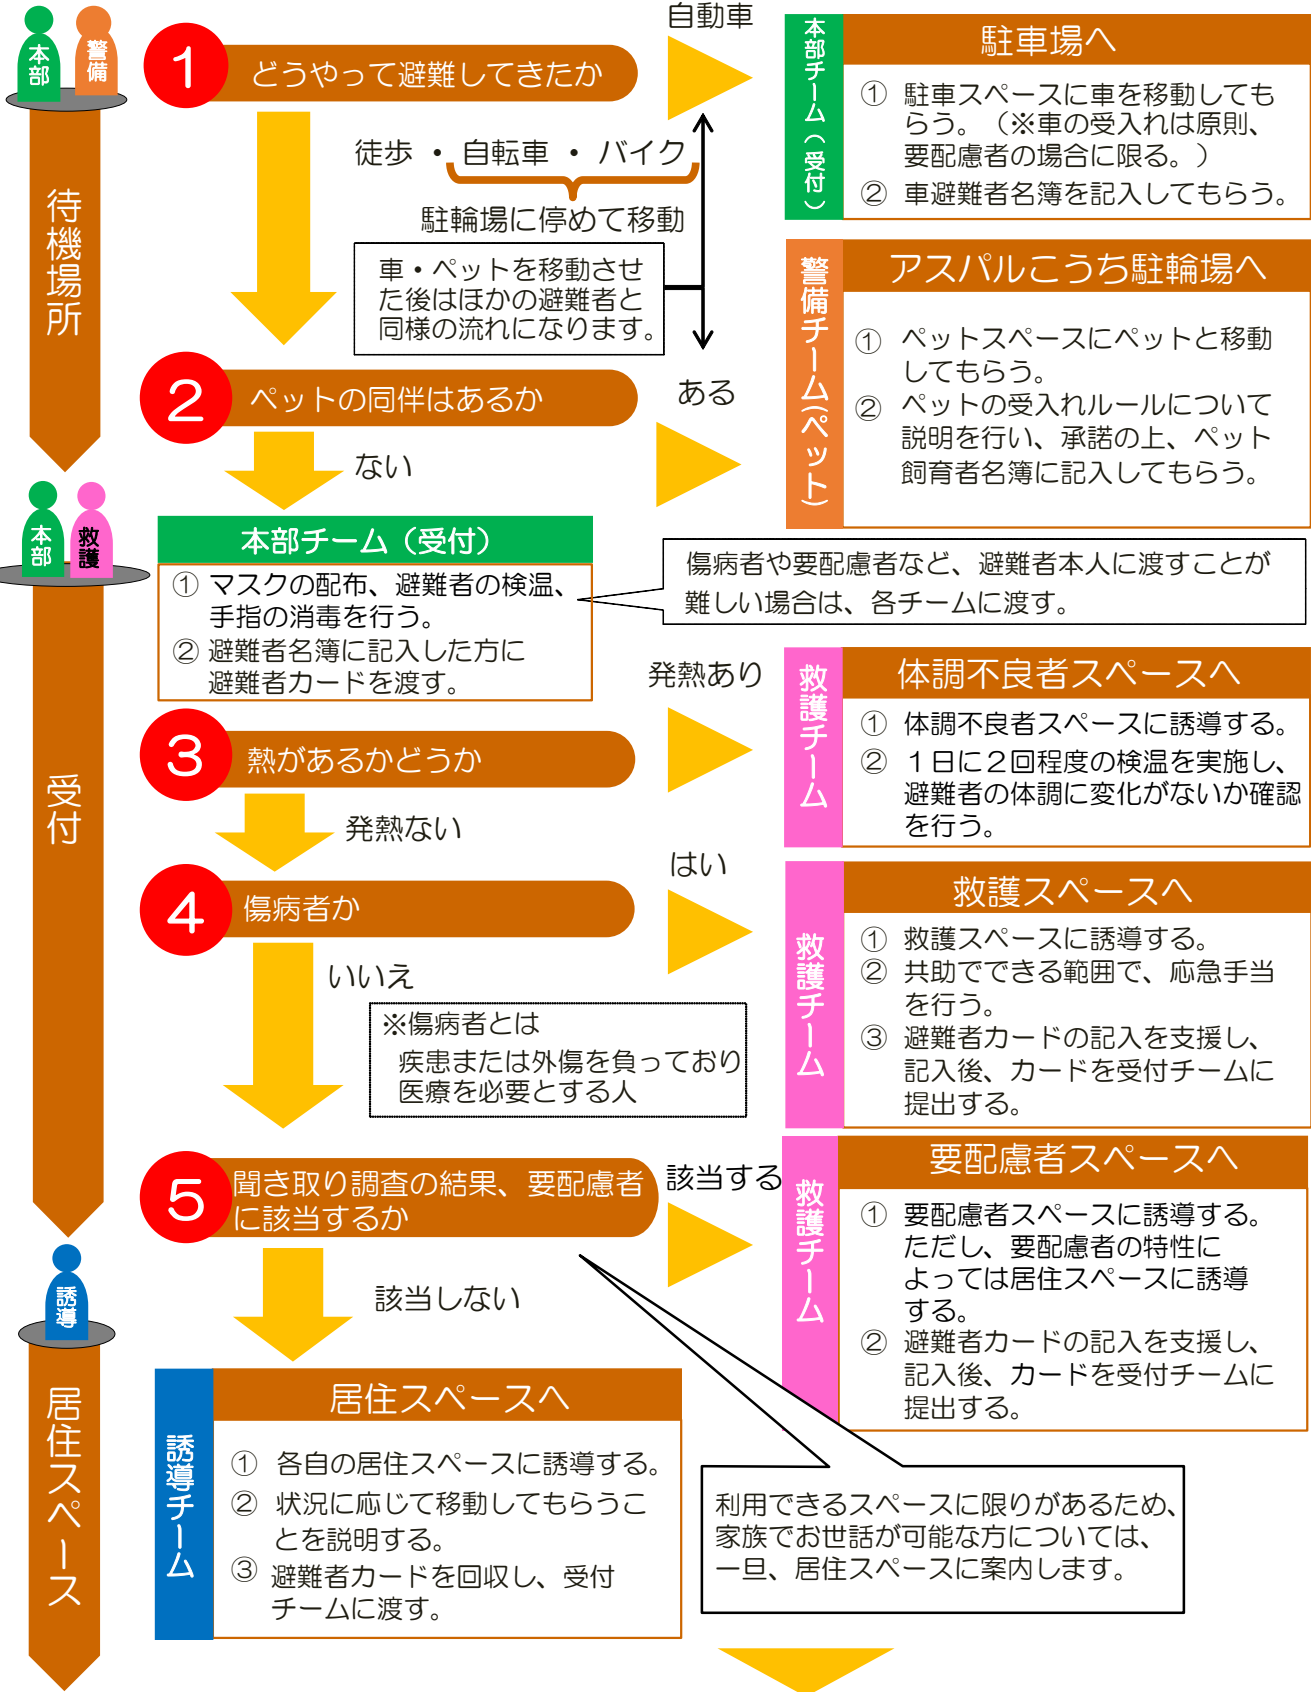 本部
警備
待機場所
1
どうやって避難してきたか
自動車
徒歩 ・ 自転車 ・ バイク
駐輪場に停めて移動
車・ペットを移動させ
た後はほかの避難者と
同様の流れになります。
本部チーム（受付）
駐車場へ
① 駐車スペースに車を移動しても
らう。（※車の受入れは原則、
要配慮者の場合に限る。）
② 車避難者名簿を記入してもらう。
2
ペットの同伴はあるか
ある
ない
警備チーム(ペット)
アスパルこうち駐輪場へ
① ペットスペースにペットと移動
してもらう。
② ペットの受入れルールについて
説明を行い、承諾の上、ペット
飼育者名簿に記入してもらう。
本部
救護
受付
本部チーム（受付）
① マスクの配布、避難者の検温、
手指の消毒を行う。
② 避難者名簿に記入した方に
避難者カードを渡す。
傷病者や要配慮者など、避難者本人に渡すことが
難しい場合は、各チームに渡す。
3
熱があるかどうか
発熱あり
発熱ない
救護チーム
体調不良者スペースへ
① 体調不良者スペースに誘導する。
② １日に２回程度の検温を実施し、
避難者の体調に変化がないか確認
を行う。
4
傷病者か
はい
いいえ
※傷病者とは
疾患または外傷を負っており
医療を必要とする人
救護チーム
救護スペースへ
① 救護スペースに誘導する。
② 共助でできる範囲で、応急手当
を行う。
③ 避難者カードの記入を支援し、
記入後、カードを受付チームに
提出する。
5
聞き取り調査の結果、要配慮者
に該当するか
該当する
該当しない
救護チーム
要配慮者スペースへ
① 要配慮者スペースに誘導する。
ただし、要配慮者の特性に
よっては居住スペースに誘導
する。
② 避難者カードの記入を支援し、
記入後、カードを受付チームに
提出する。
誘導
居住スペース
誘導チーム
居住スペースへ
① 各自の居住スペースに誘導する。
② 状況に応じて移動してもらうこ
とを説明する。
③ 避難者カードを回収し、受付
チームに渡す。
利用できるスペースに限りがあるため、
家族でお世話が可能な方については、
一旦、居住スペースに案内します。